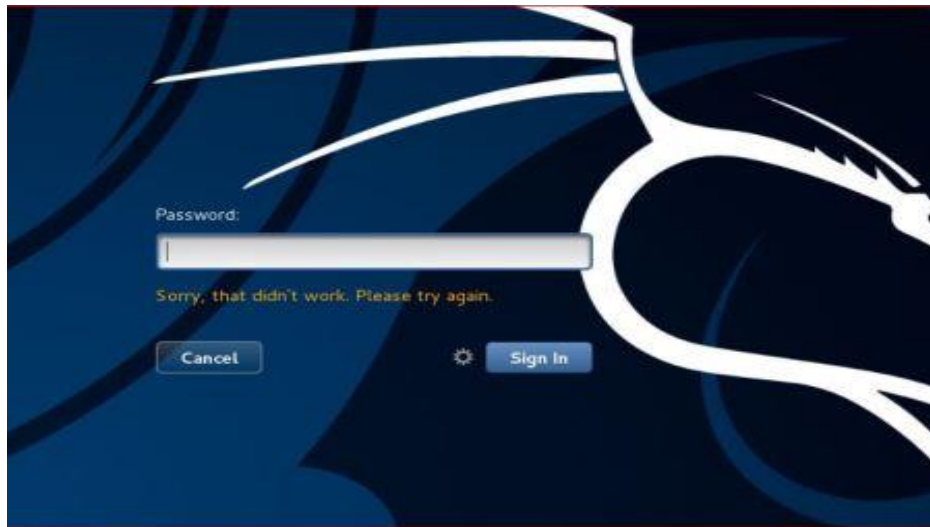 Password:
Sorry, that didn't work. Please try again.
Cancel
Sign In